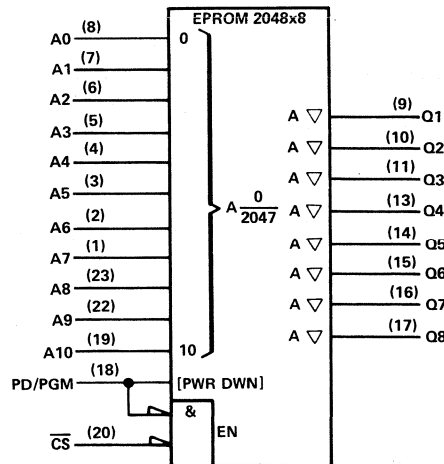 EPROM 2048x8
A0 (8) 0
A1 (7)
A2 (6)
A3 (5)
A4 (4)
A5 (3)
A6 (2)
A7 (1)
A8 (23)
A9 (22)
A10 (19) 10
A 0/2047
A ▽ (9) Q1
A ▽ (10) Q2
A ▽ (11) Q3
A ▽ (13) Q4
A ▽ (14) Q5
A ▽ (15) Q6
A ▽ (16) Q7
A ▽ (17) Q8
PD/PGM (18) [PWR DWN]
&
EN
C̅S̅ (20)